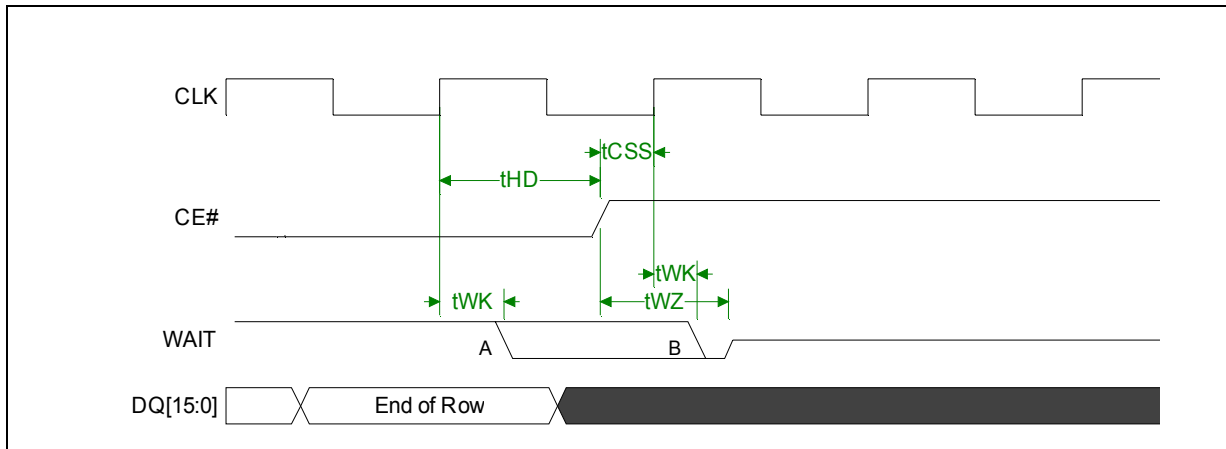 CLK
tCSS
tHD
CE#
tWK
tWK
tWZ
WAIT
A
B
DQ[15:0]
End of Row